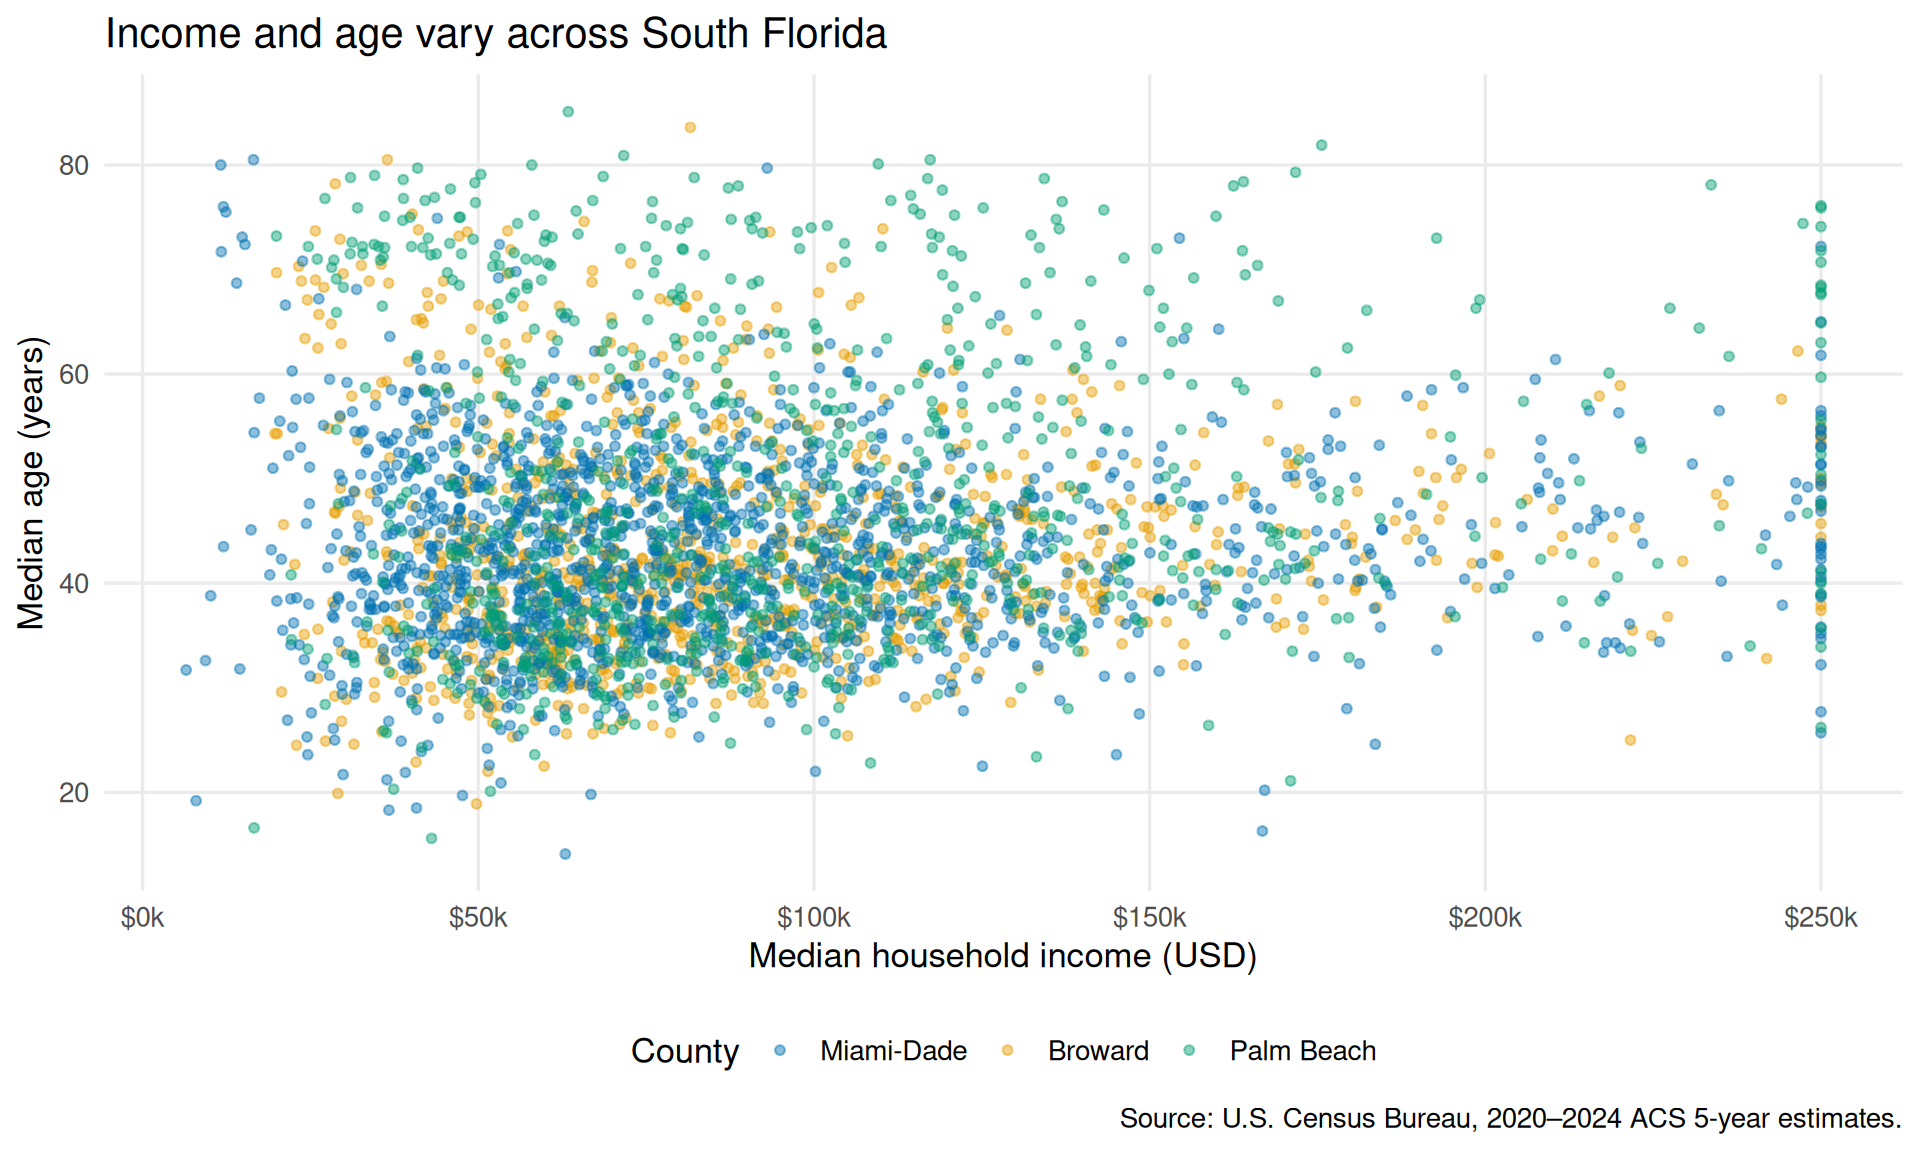 Income and age vary across South Florida
Median age (years)
80
60
40
20
$0k $50k $100k $150k $200k $250k
Median household income (USD)
County Miami-Dade Broward Palm Beach
Source: U.S. Census Bureau, 2020–2024 ACS 5-year estimates.